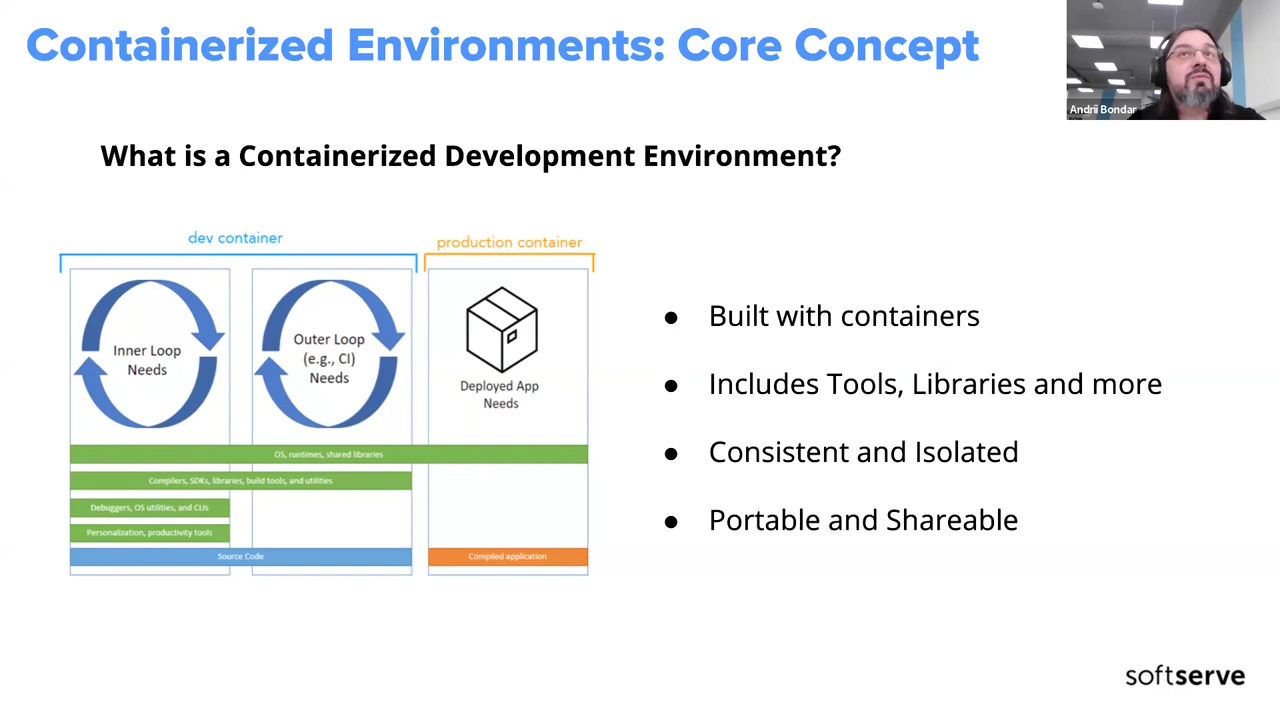 Containerized Environments: Core Concept
Andrii Bondar
What is a Containerized Development Environment?
dev container
production container
Inner Loop
Needs
Outer Loop
(e.g., CI)
Needs
Deployed App
Needs
OS, runtimes, shared libraries
Compilers, SDKs, libraries, build tools, and utilities
Debuggers, OS utilities, and CLIs
Personalization, productivity tools
Source Code
Compiled application
● Built with containers
● Includes Tools, Libraries and more
● Consistent and Isolated
● Portable and Shareable
softserve